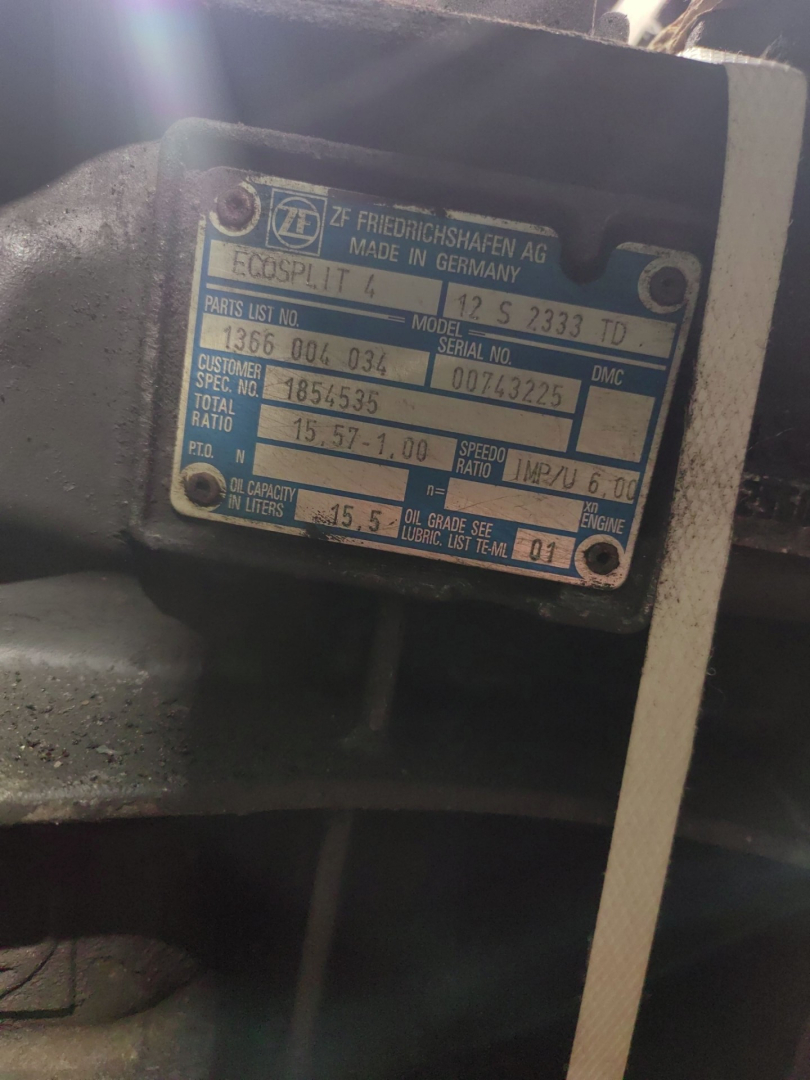 ZF ZF FRIEDRICHSHAFEN AG
MADE IN GERMANY
ECOSPLIT 4 12 S 2333 TD
MODEL
PARTS LIST NO. SERIAL NO. DMC
1366 004 034 00743225
CUSTOMER SPEC. NO. 1854535
TOTAL RATIO 15,57-1,00 SPEEDO RATIO IMP/U 6,00
P.T.O. N n= xn ENGINE
OIL CAPACITY IN LITERS 15,5 OIL GRADE SEE LUBRIC. LIST TE-ML 01